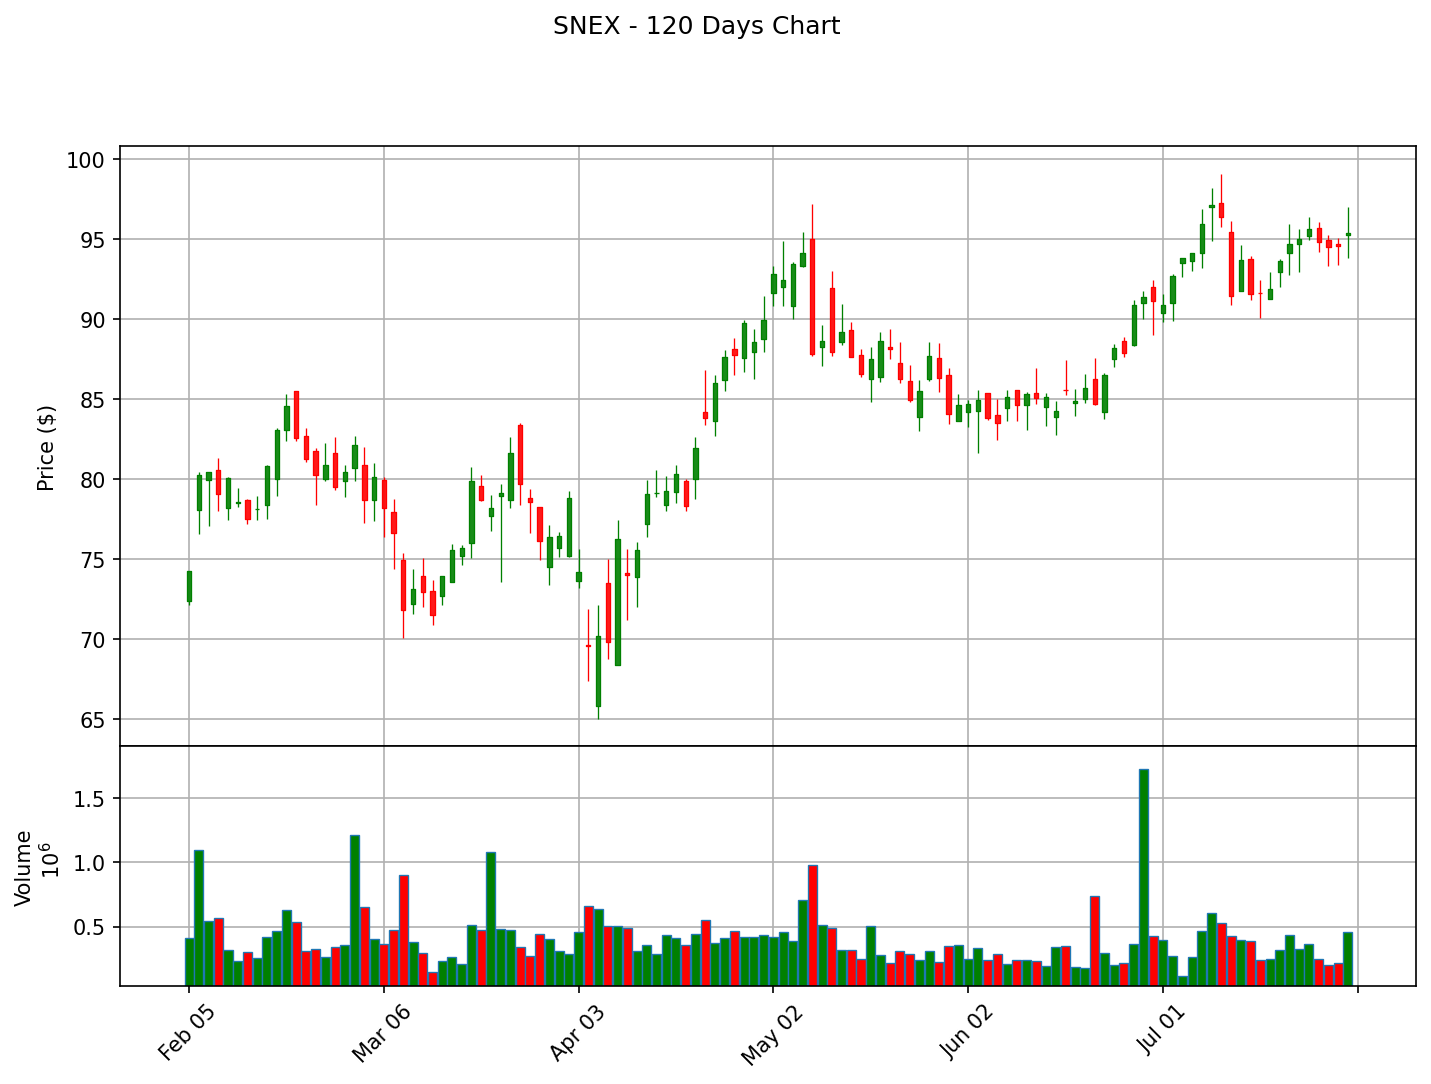 SNEX - 120 Days Chart
Price ($)
100
95
90
85
80
75
70
65
Volume
10^6
1.5
1.0
0.5
Feb 05
Mar 06
Apr 03
May 02
Jun 02
Jul 01